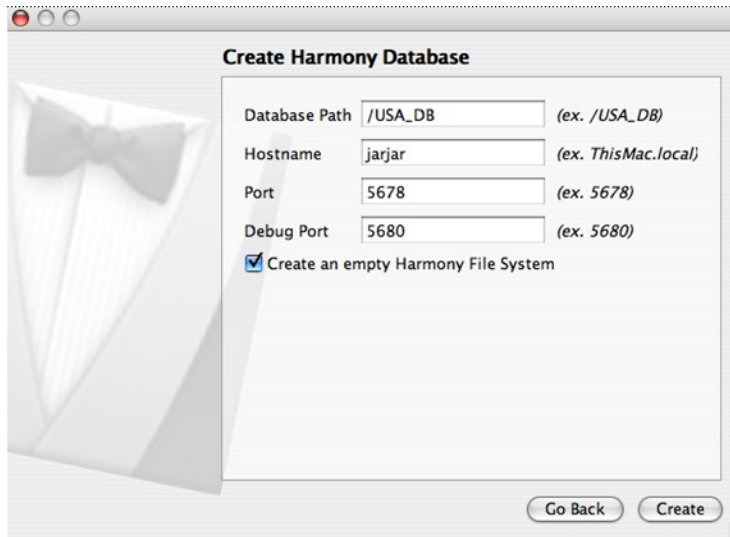 Create Harmony Database
Database Path /USA_DB (ex. /USA_DB)
Hostname jarjar (ex. ThisMac.local)
Port 5678 (ex. 5678)
Debug Port 5680 (ex. 5680)
Create an empty Harmony File System
Go Back Create